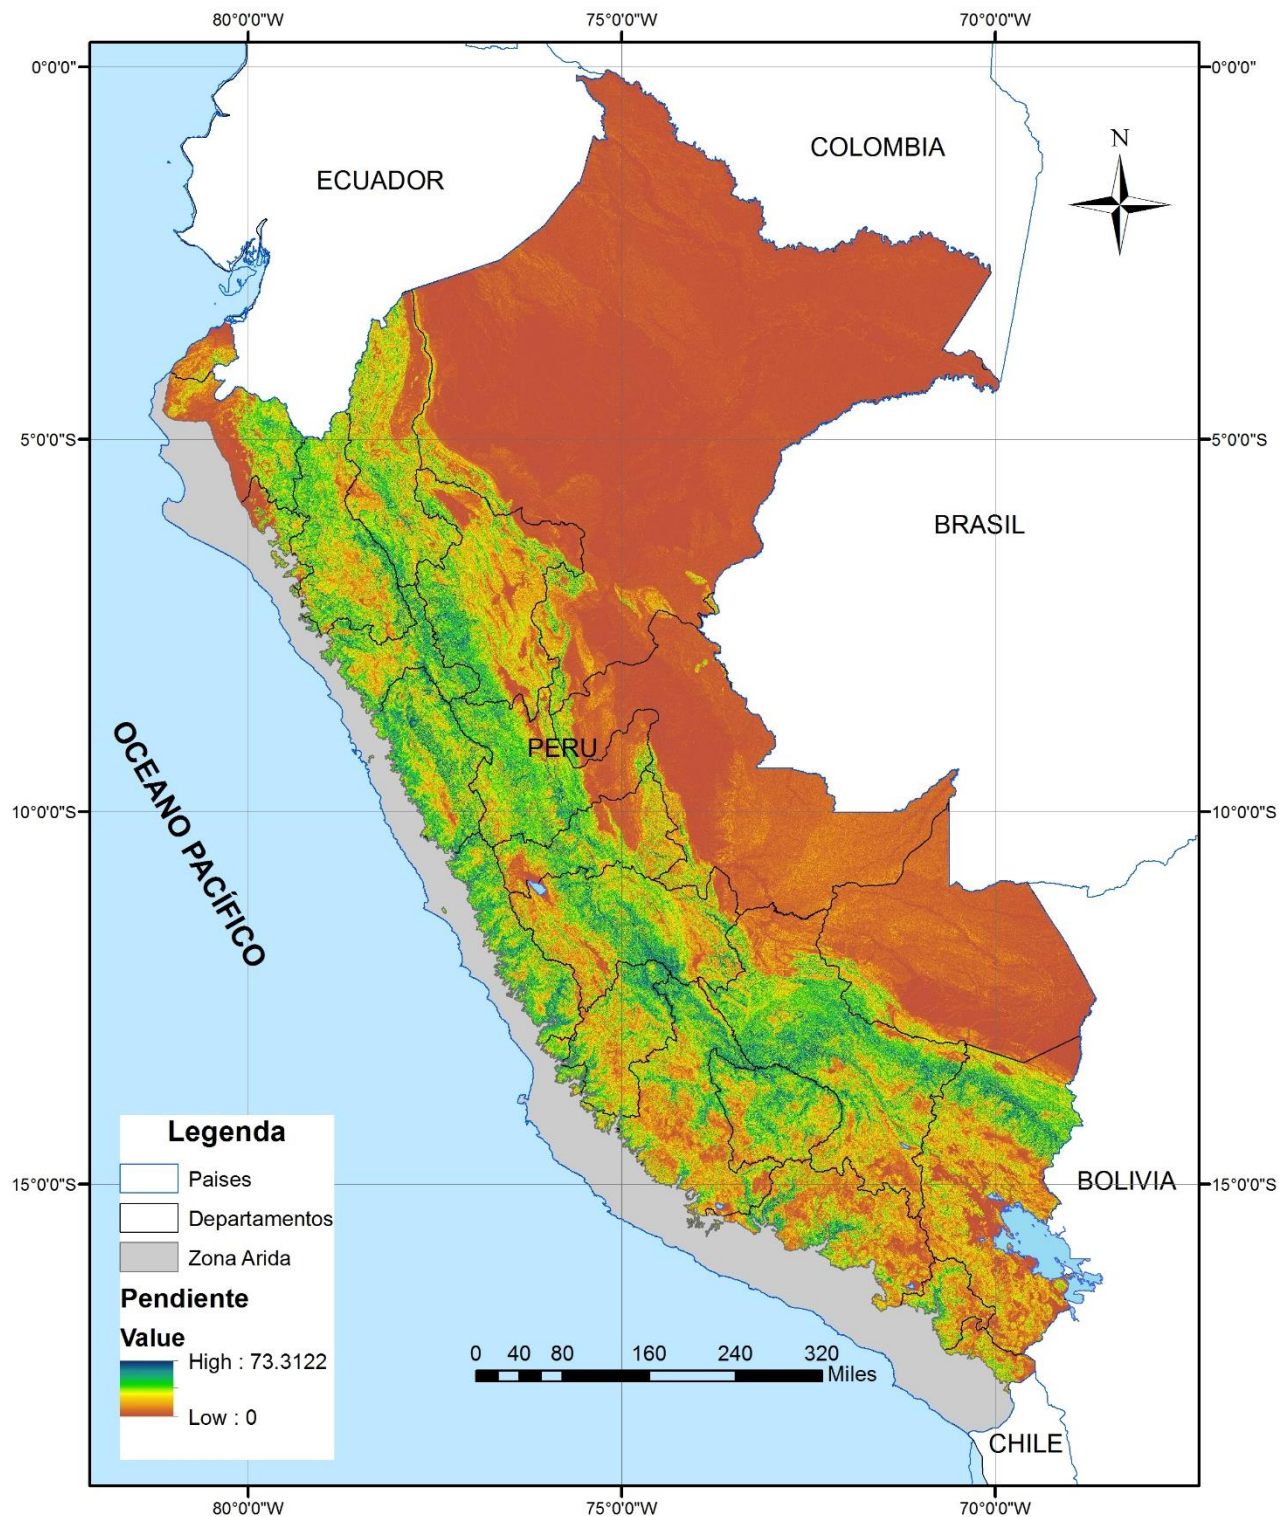 80°0'0"W 75°0'0"W 70°0'0"W
0°0'0" 0°0'0"
N
COLOMBIA
ECUADOR
5°0'0"S 5°0'0"S
BRASIL
PERU
OCEANO PACÍFICO
10°0'0"S 10°0'0"S
Legenda
Paises
Departamentos
Zona Arida
Pendiente
Value
High : 73.3122
Low : 0
15°0'0"S 15°0'0"S
BOLIVIA
0 40 80 160 240 320
Miles
CHILE
80°0'0"W 75°0'0"W 70°0'0"W